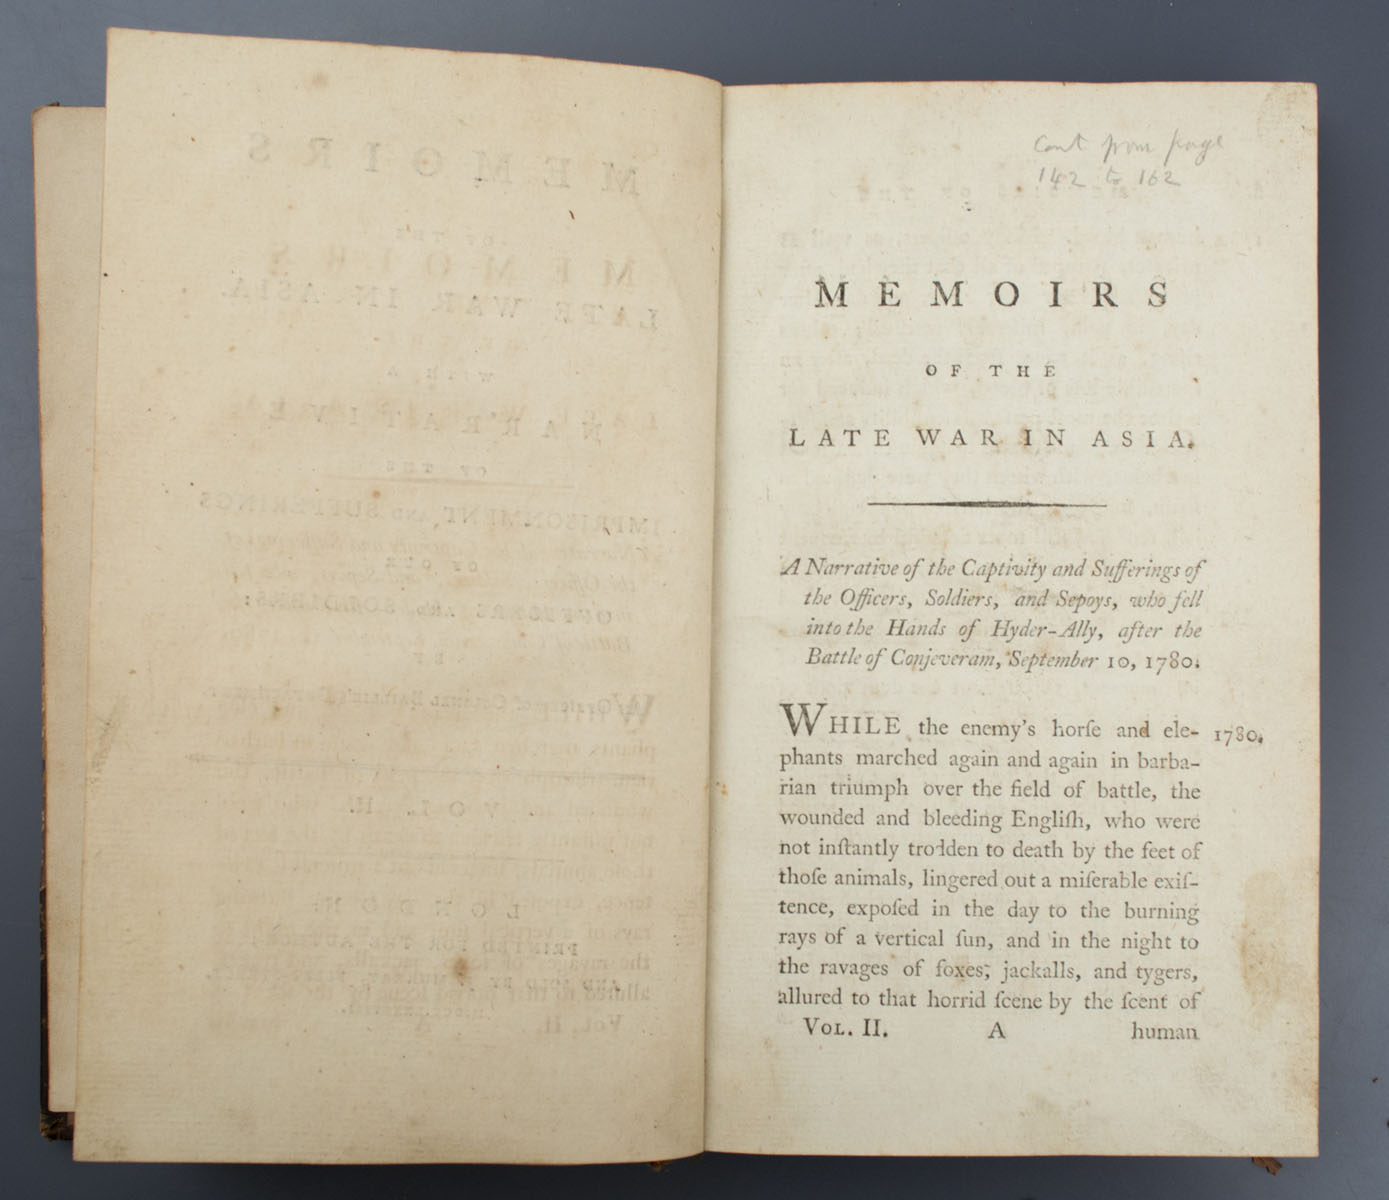 cont from page
142 to 162
MEMOIRS
OF THE
LATE WAR IN ASIA.
A Narrative of the Captivity and Sufferings of
the Officers, Soldiers, and Sepoys, who fell
into the Hands of Hyder-Ally, after the
Battle of Conjeveram, September 10, 1780.
WHILE the enemy's horſe and ele- 1780.
phants marched again and again in barba-
rian triumph over the field of battle, the
wounded and bleeding Engliſh, who were
not inſtantly trodden to death by the feet of
thoſe animals, lingered out a miſerable exiſ-
tence, expoſed in the day to the burning
rays of a vertical ſun, and in the night to
the ravages of foxes, jackalls, and tygers,
allured to that horrid ſcene by the ſcent of
VOL. II. A human